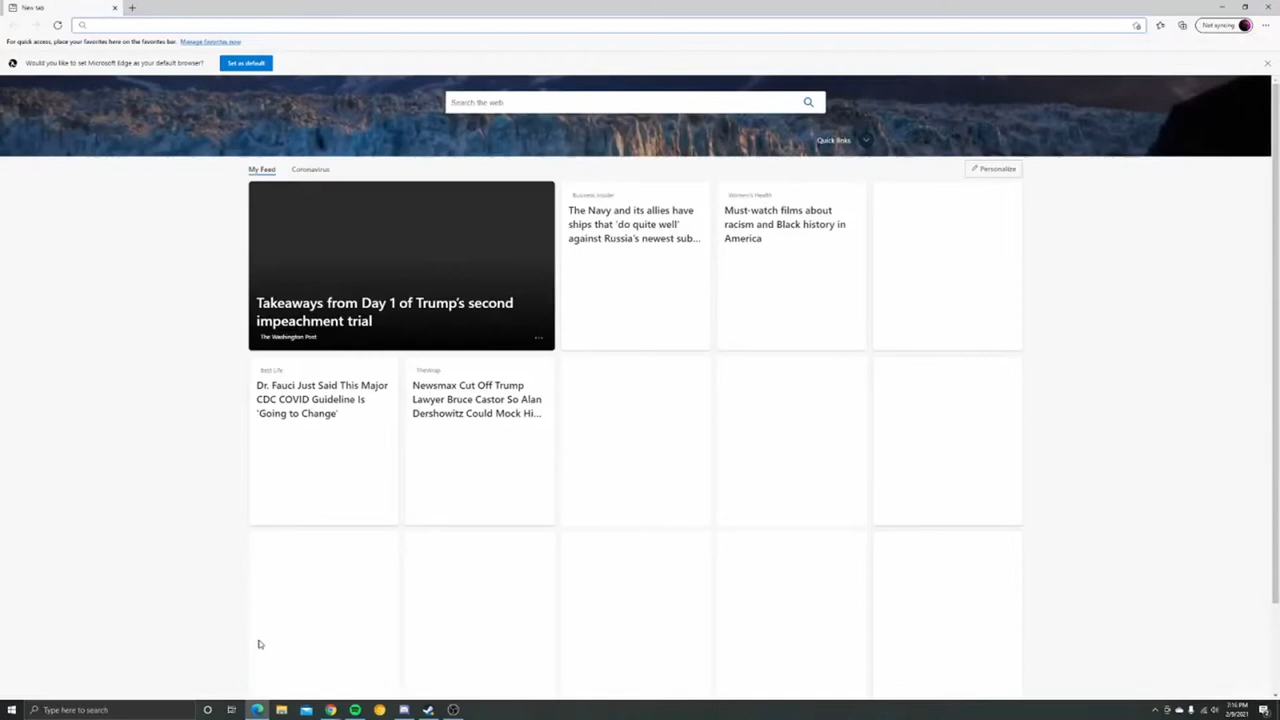 New tab
Not syncing
For quick access, place your favorites here on the favorites bar. Manage favorites now
Would you like to set Microsoft Edge as your default browser? Set as default
Search the web
Quick links
My Feed Coronavirus Personalize
The Washington Post
Takeaways from Day 1 of Trump's second
impeachment trial
Business Insider
The Navy and its allies have
ships that 'do quite well'
against Russia's newest sub...
Women's Health
Must-watch films about
racism and Black history in
America
Best Life
Dr. Fauci Just Said This Major
CDC COVID Guideline Is
'Going to Change'
TheWrap
Newsmax Cut Off Trump
Lawyer Bruce Castor So Alan
Dershowitz Could Mock Hi...
Type here to search
7:16 PM
2/9/2021